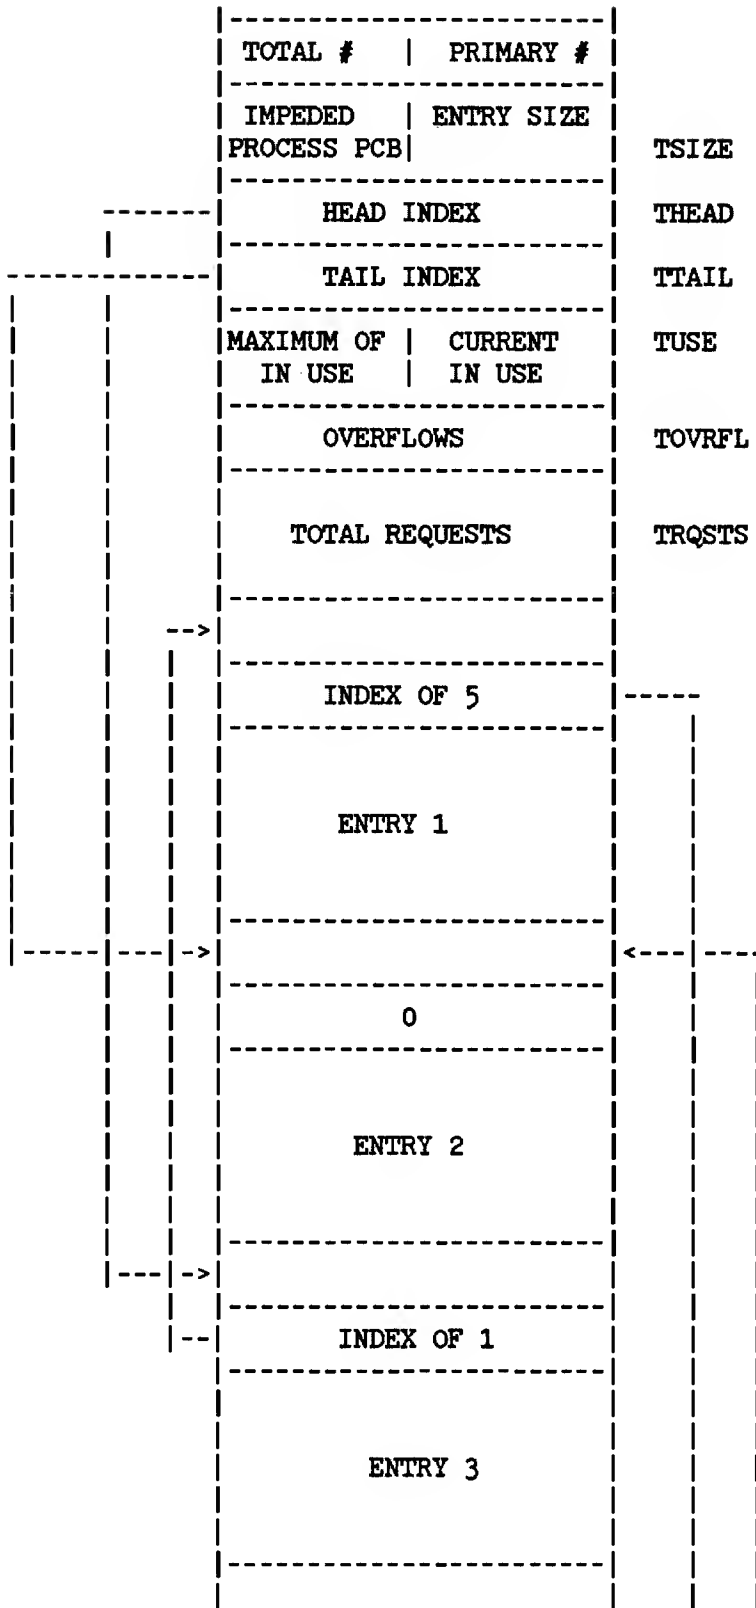 TOTAL # | PRIMARY #
IMPEDED | ENTRY SIZE
PROCESS PCB| TSIZE
HEAD INDEX THEAD
TAIL INDEX TTAIL
MAXIMUM OF | CURRENT TUSE
IN USE | IN USE
OVERFLOWS TOVRFL
TOTAL REQUESTS TRQSTS
INDEX OF 5
ENTRY 1
0
ENTRY 2
INDEX OF 1
ENTRY 3